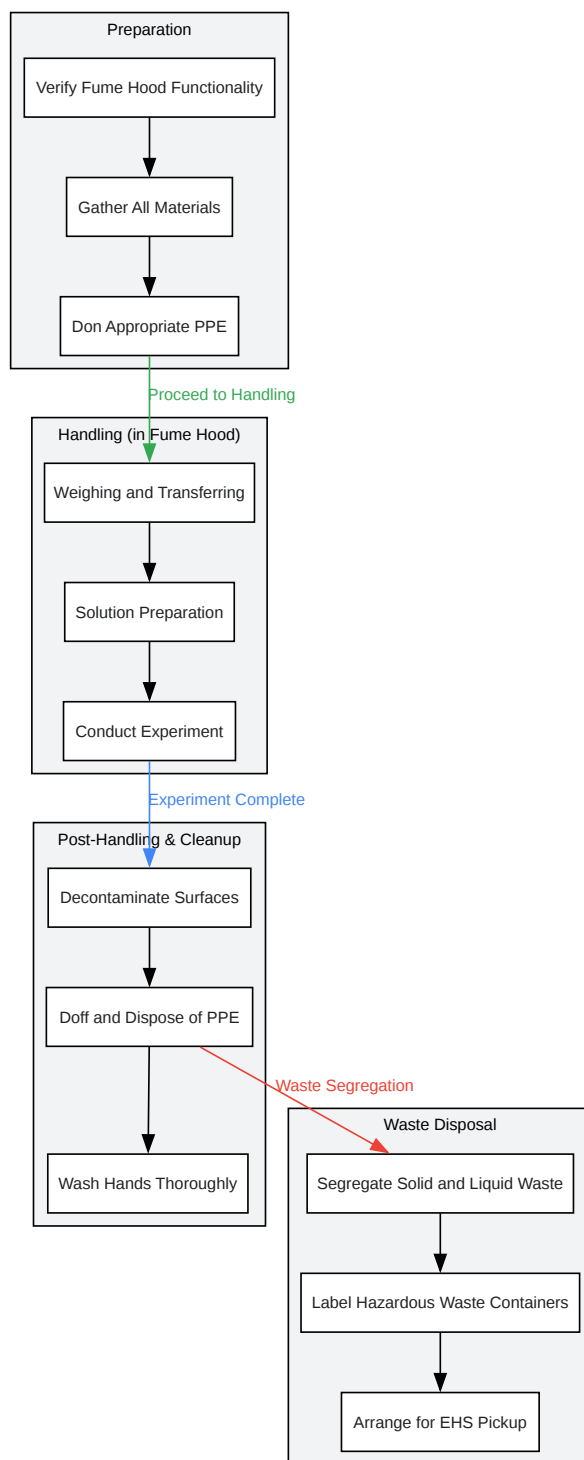 Preparation
Verify Fume Hood Functionality
Gather All Materials
Don Appropriate PPE
Proceed to Handling
Handling (in Fume Hood)
Weighing and Transferring
Solution Preparation
Conduct Experiment
Experiment Complete
Post-Handling & Cleanup
Decontaminate Surfaces
Doff and Dispose of PPE
Waste Segregation
Waste Disposal
Wash Hands Thoroughly
Segregate Solid and Liquid Waste
Label Hazardous Waste Containers
Arrange for EHS Pickup